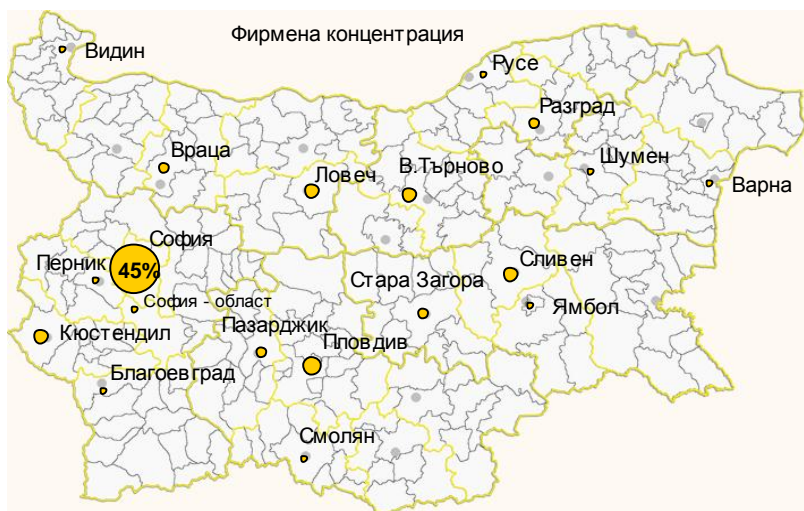 Фирмена концентрация
Видин
Русе
Разград
Враца
Ловеч
В.Търново
Шумен
Варна
София
45%
Перник
София - област
Сливен
Стара Загора
Ямбол
Кюстендил
Пазарджик
Пловдив
Благоевград
Смолян